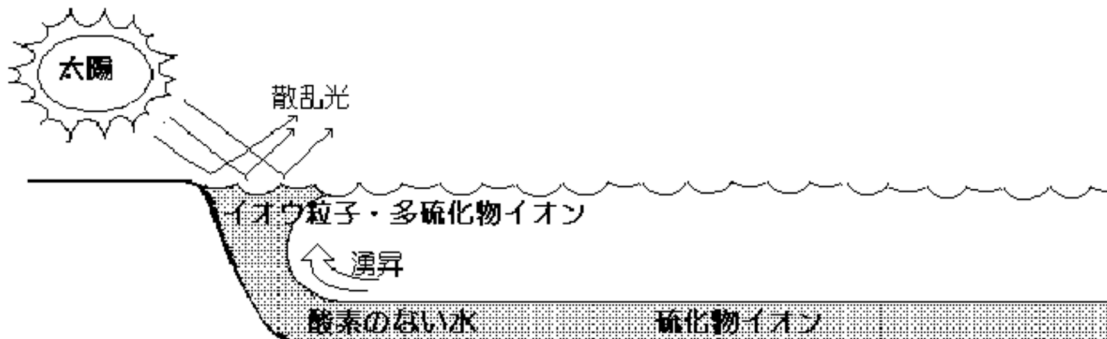 太陽
散乱光
イオウ粒子・多硫化物イオン
湧昇
酸素のない水 硫化物イオン